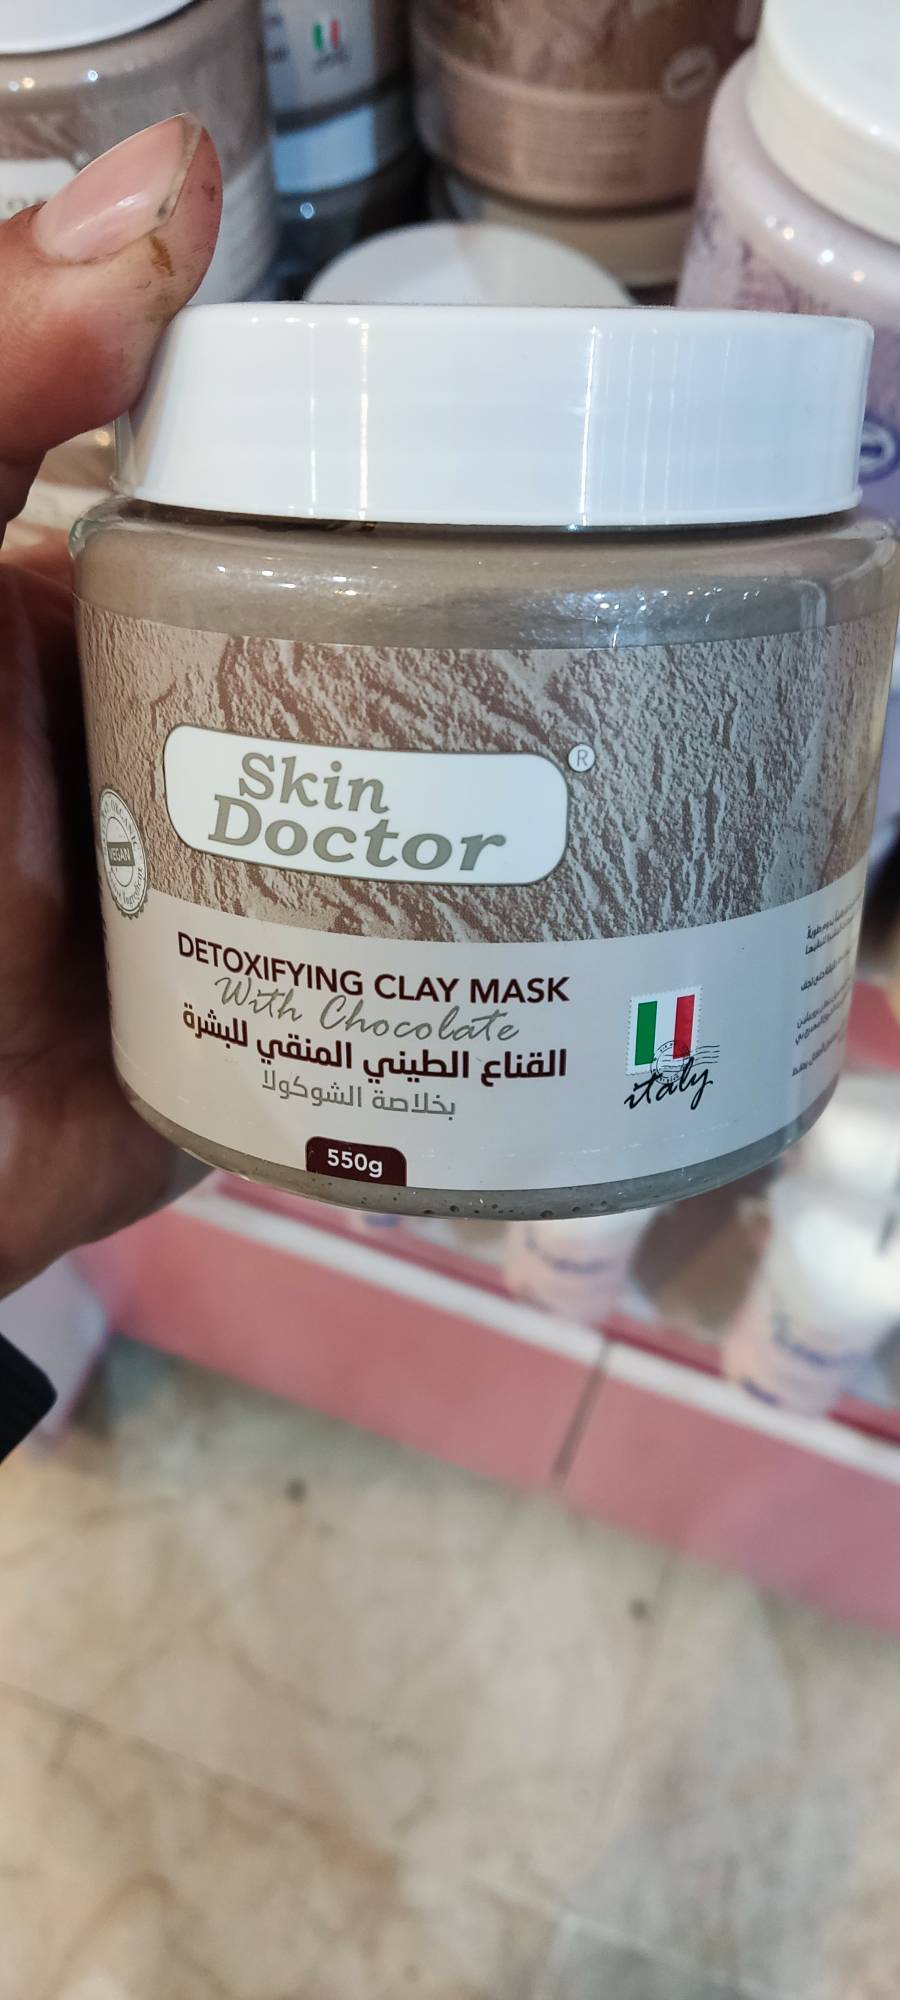 Skin
Doctor
®
VEGAN
DETOXIFYING CLAY MASK
With Chocolate
القناع الطيني المنقي للبشرة
بخلاصة الشوكولا
italy
550g